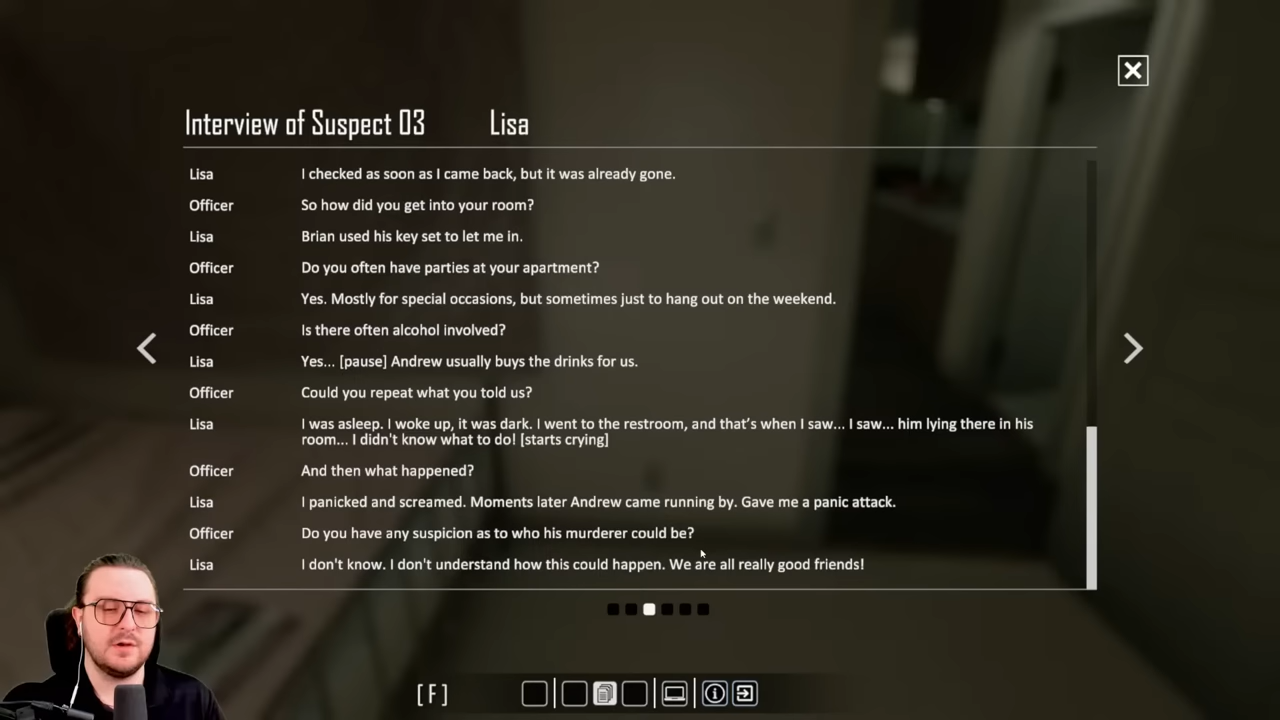 Interview of Suspect 03 Lisa
Lisa I checked as soon as I came back, but it was already gone.
Officer So how did you get into your room?
Lisa Brian used his key set to let me in.
Officer Do you often have parties at your apartment?
Lisa Yes. Mostly for special occasions, but sometimes just to hang out on the weekend.
Officer Is there often alcohol involved?
Lisa Yes... [pause] Andrew usually buys the drinks for us.
Officer Could you repeat what you told us?
Lisa I was asleep. I woke up, it was dark. I went to the restroom, and that's when I saw... I saw... him lying there in his
room... I didn't know what to do! [starts crying]
Officer And then what happened?
Lisa I panicked and screamed. Moments later Andrew came running by. Gave me a panic attack.
Officer Do you have any suspicion as to who his murderer could be?
Lisa I don't know. I don't understand how this could happen. We are all really good friends!
[F]